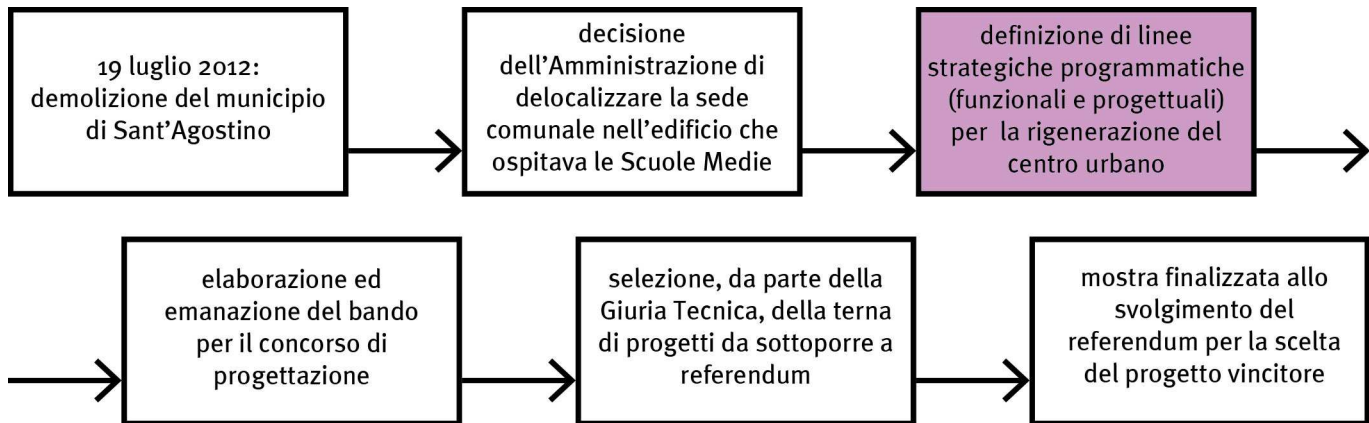 19 luglio 2012:
demolizione del municipio
di Sant'Agostino
decisione
dell'Amministrazione di
delocalizzare la sede
comunale nell'edificio che
ospitava le Scuole Medie
definizione di linee
strategiche programmatiche
(funzionali e progettuali)
per la rigenerazione del
centro urbano
elaborazione ed
emanazione del bando
per il concorso di
progettazione
selezione, da parte della
Giuria Tecnica, della terna
di progetti da sottoporre a
referendum
mostra finalizzata allo
svolgimento del
referendum per la scelta
del progetto vincitore